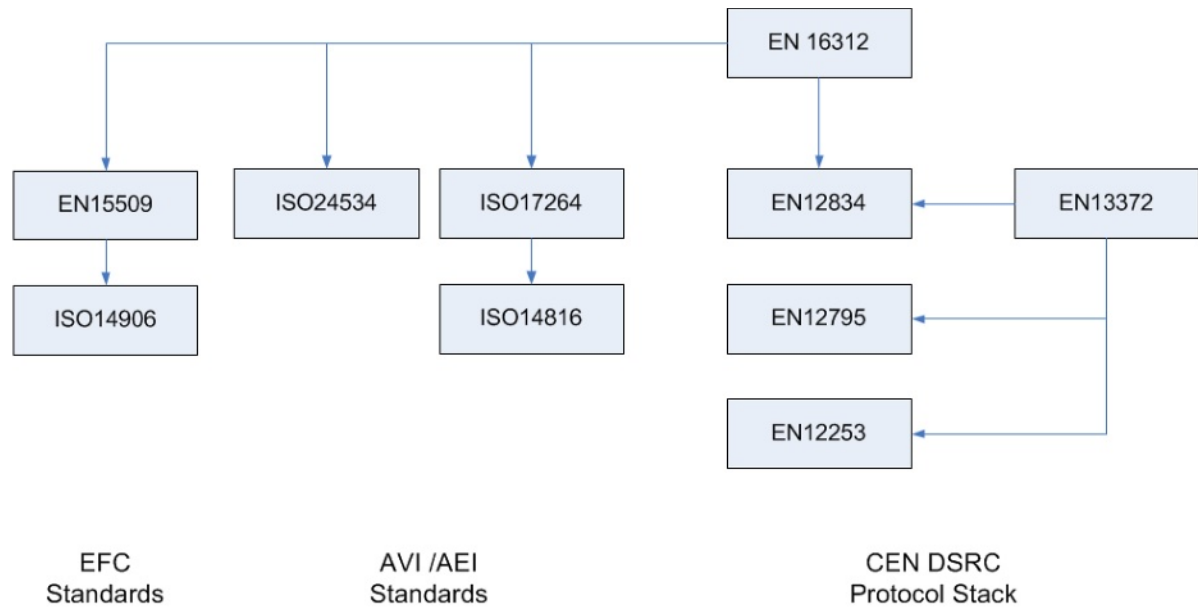 EN 16312
EN15509
ISO24534
ISO17264
EN12834
EN13372
ISO14906
ISO14816
EN12795
EN12253
EFC
Standards
AVI /AEI
Standards
CEN DSRC
Protocol Stack